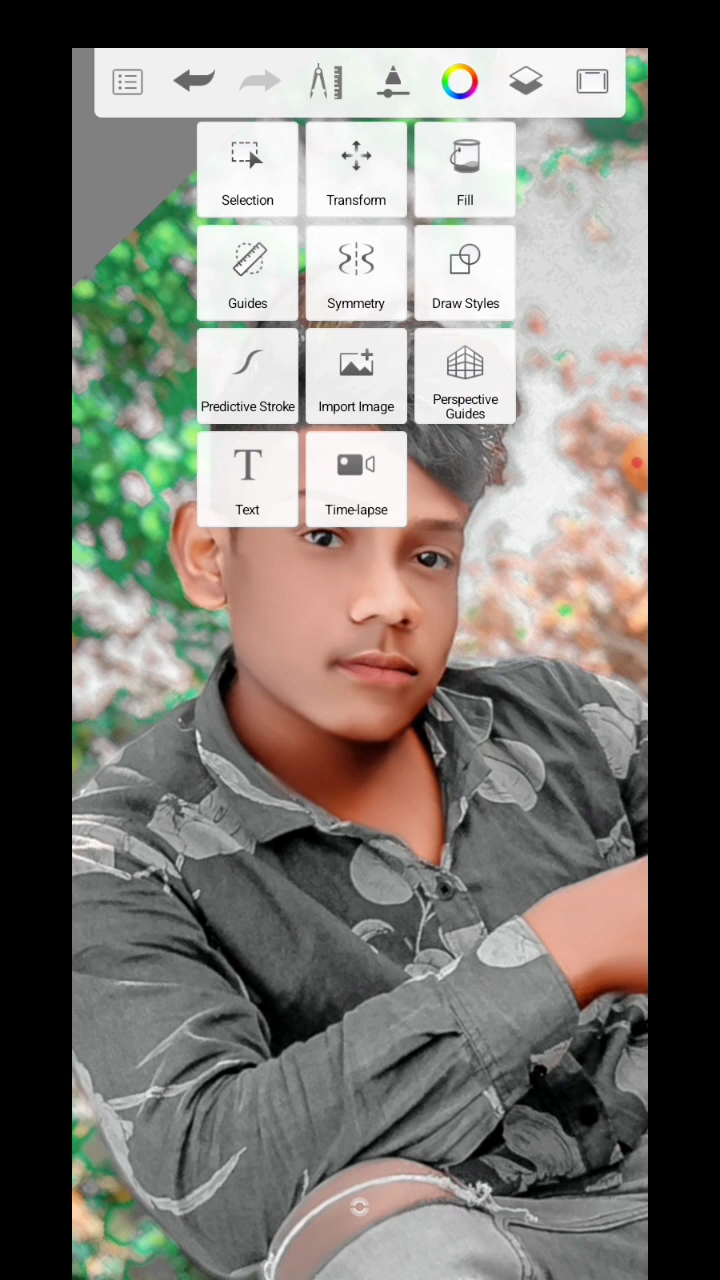 Selection
Transform
Fill
Guides
Symmetry
Draw Styles
Predictive Stroke
Import Image
Perspective
Guides
T
Text
Time-lapse